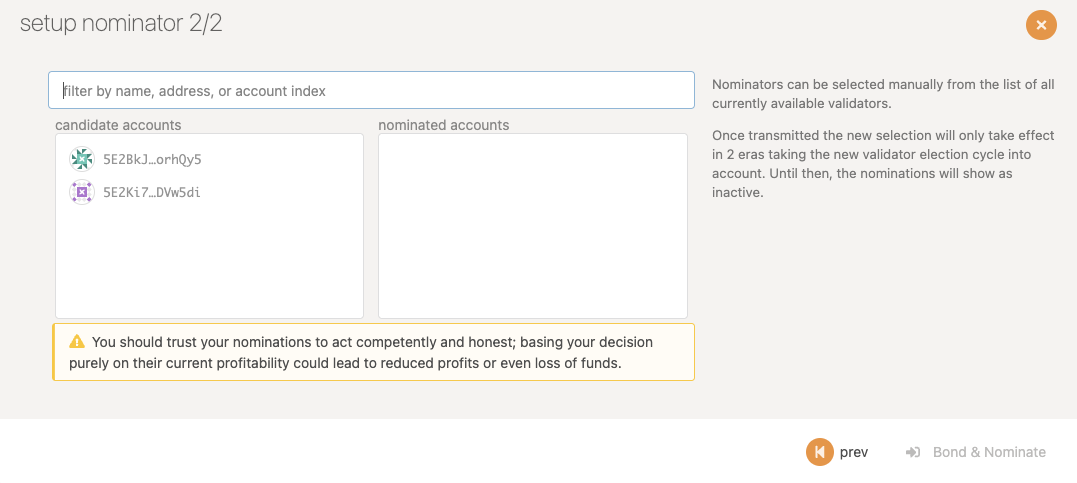 setup nominator 2/2
filter by name, address, or account index
candidate accounts
nominated accounts
5E2BkJ…orhQy5
5E2Ki7…DVw5di
You should trust your nominations to act competently and honest; basing your decision
purely on their current profitability could lead to reduced profits or even loss of funds.
Nominators can be selected manually from the list of all
currently available validators.
Once transmitted the new selection will only take effect
in 2 eras taking the new validator election cycle into
account. Until then, the nominations will show as
inactive.
prev
Bond & Nominate